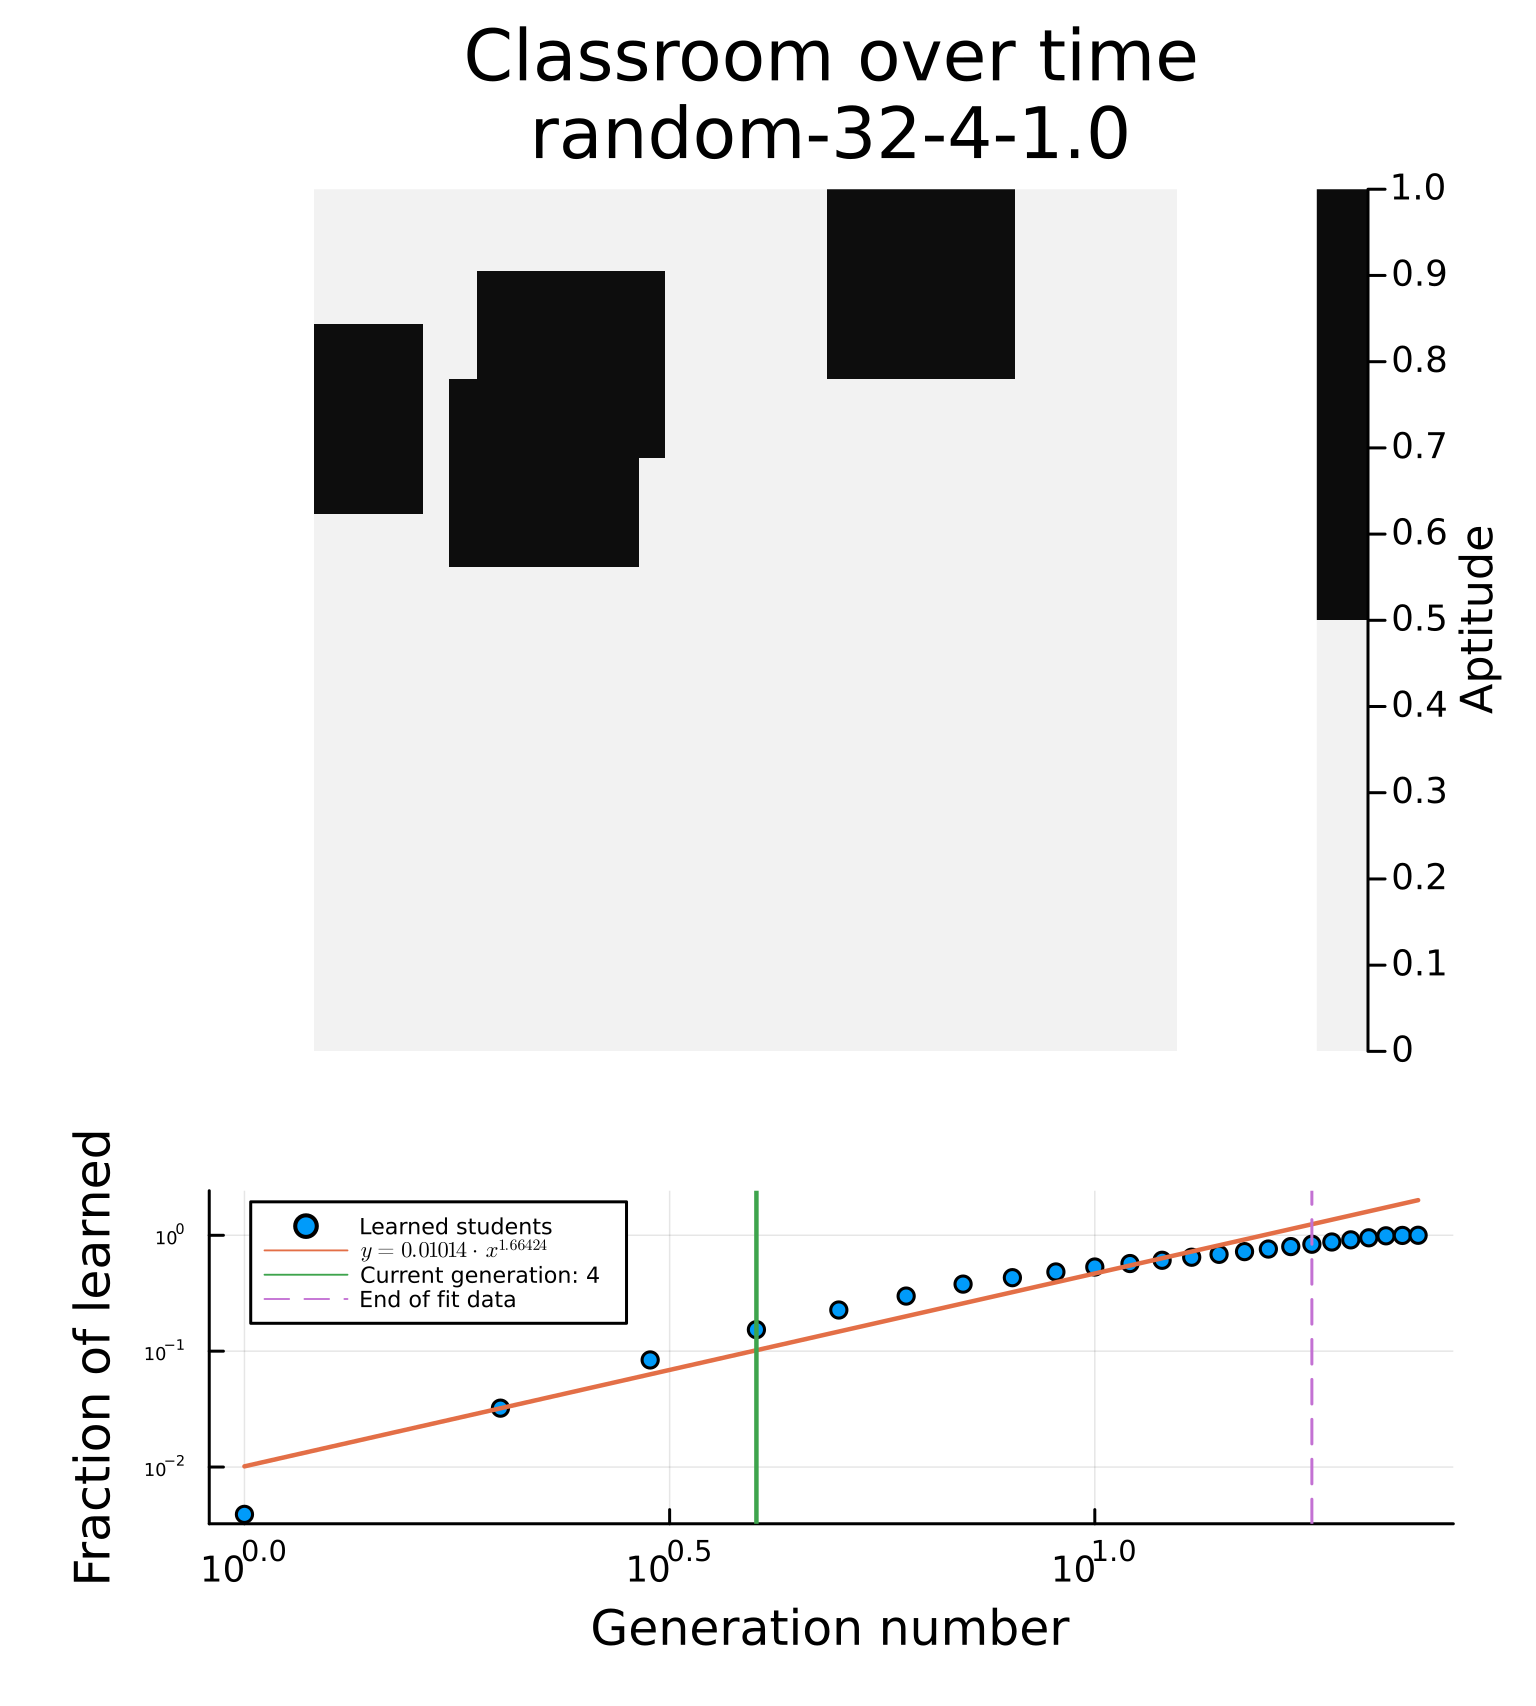 Classroom over time
random-32-4-1.0
1.0
0.9
0.8
0.7
0.6
0.5
0.4
0.3
0.2
0.1
0
Aptitude
Fraction of learned
10⁰
10⁻¹
10⁻²
Learned students
y = 0.01014 · x^1.66424
Current generation: 4
End of fit data
10^0.0
10^0.5
10^1.0
Generation number